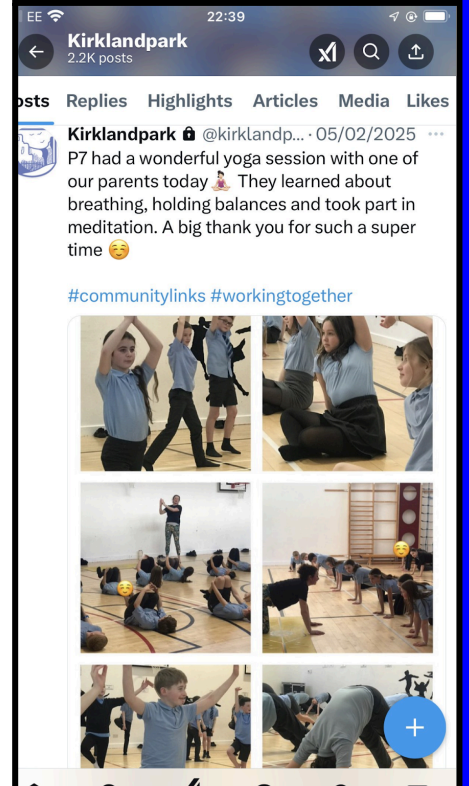 EE 22:39
Kirklandpark
2.2K posts
osts Replies Highlights Articles Media Likes
Kirklandpark @kirklandp... · 05/02/2025
P7 had a wonderful yoga session with one of
our parents today🧘🏻‍♀️ They learned about
breathing, holding balances and took part in
meditation. A big thank you for such a super
time ☺️
#communitylinks #workingtogether